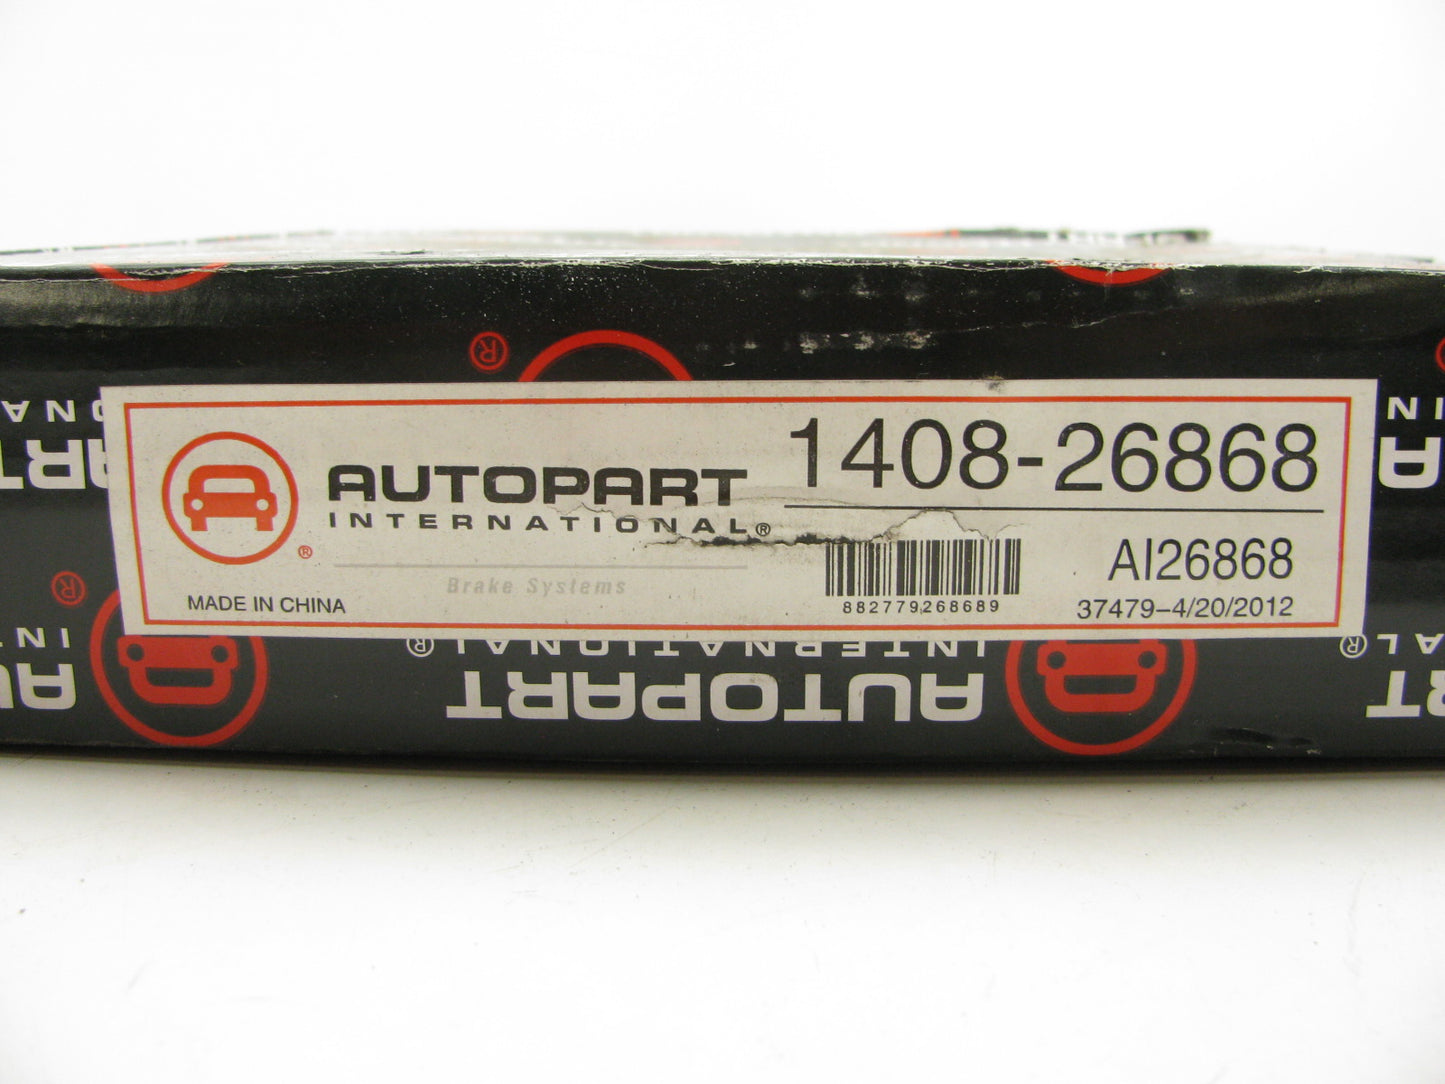 AUTOPART
INTERNATIONAL®
®
Brake Systems
MADE IN CHINA
1408-26868
AI26868
882779268689
37479-4/20/2012
®
®
INTERNATIONAL®
AUTOPART